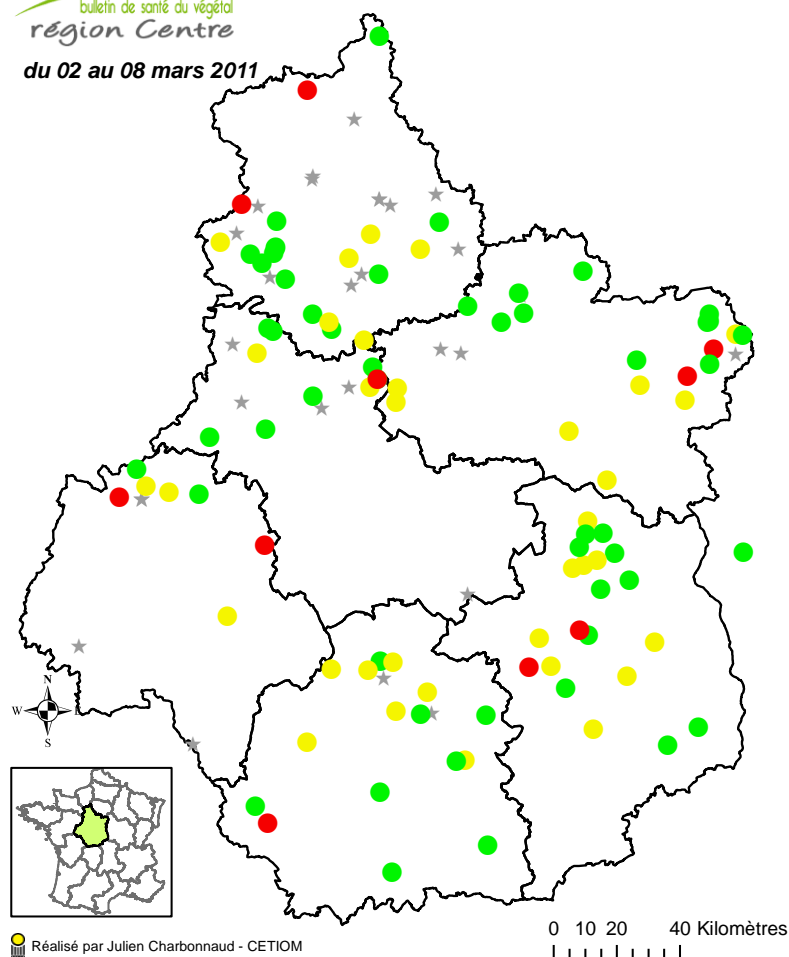 bulletin de santé du végétal
région Centre
du 02 au 08 mars 2011
N
W
S
Réalisé par Julien Charbonnaud - CETIOM
0 10 20 40 Kilomètres